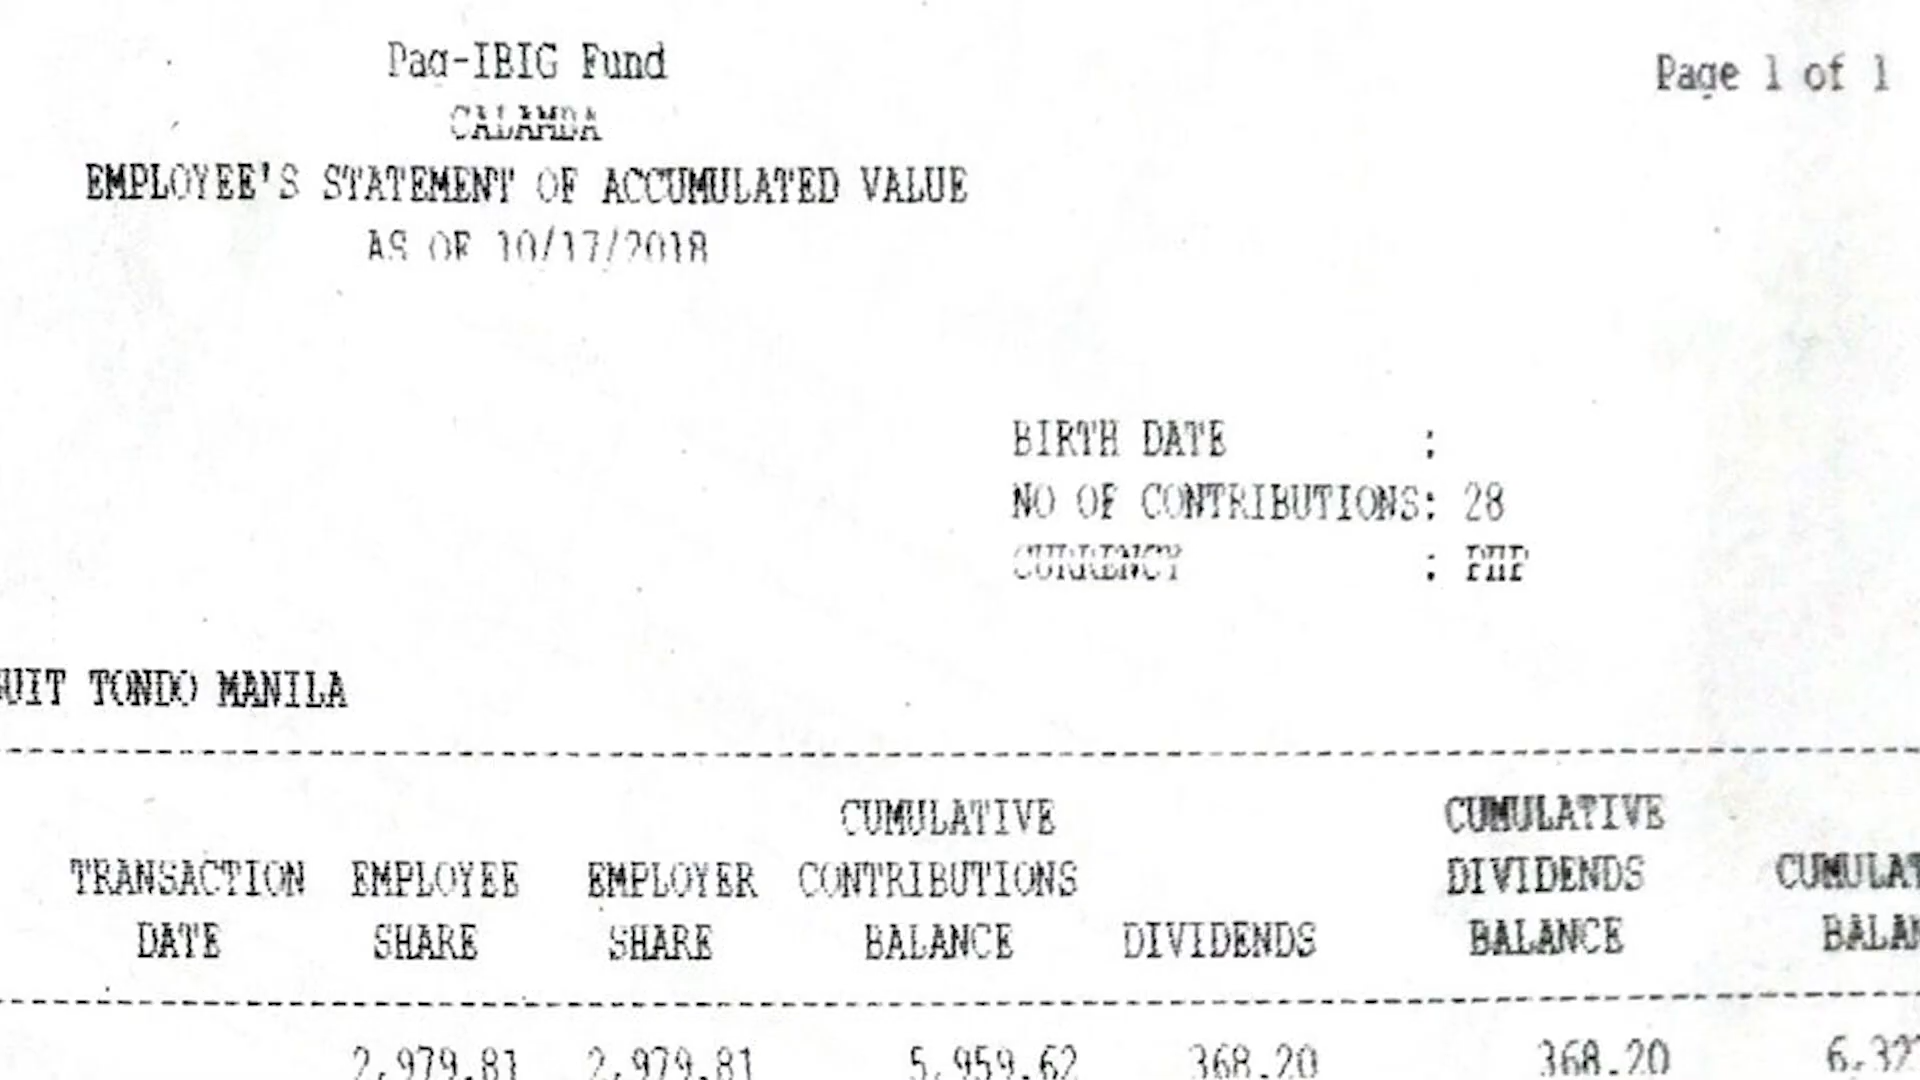 Pag-IBIG Fund
Page 1 of 1
CALAMBA
EMPLOYEE'S STATEMENT OF ACCUMULATED VALUE
AS OF 10/17/2018
BIRTH DATE :
NO OF CONTRIBUTIONS: 28
CURRENCY : PHP
TONDO MANILA
CUMULATIVE CUMULATIVE
TRANSACTION EMPLOYEE EMPLOYER CONTRIBUTIONS DIVIDENDS CUMULAT
DATE SHARE SHARE BALANCE DIVIDENDS BALANCE BALAN
2,979.81 2,979.81 5,959.62 368.20 368.20